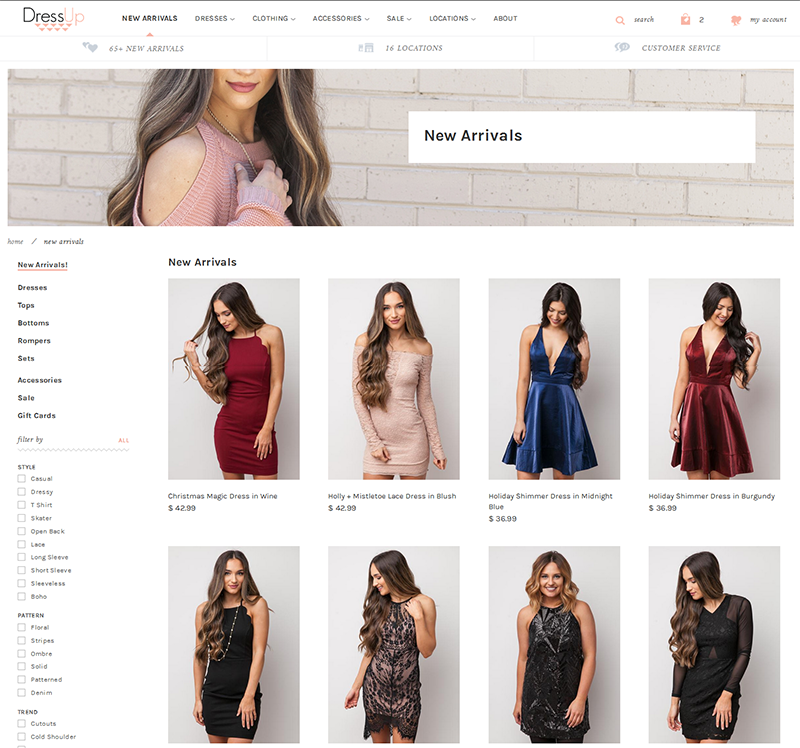 DressUp
NEW ARRIVALS
DRESSES
CLOTHING
ACCESSORIES
SALE
LOCATIONS
ABOUT
search
2
my account
65+ NEW ARRIVALS
16 LOCATIONS
CUSTOMER SERVICE
New Arrivals
home / new arrivals
New Arrivals!
Dresses
Tops
Bottoms
Rompers
Sets
Accessories
Sale
Gift Cards
filter by
ALL
STYLE
Casual
Dressy
T Shirt
Skater
Open Back
Lace
Long Sleeve
Short Sleeve
Sleeveless
Boho
PATTERN
Floral
Stripes
Ombre
Solid
Patterned
Denim
TREND
Cutouts
Cold Shoulder
New Arrivals
Christmas Magic Dress in Wine
$ 42.99
Holly + Mistletoe Lace Dress in Blush
$ 42.99
Holiday Shimmer Dress in Midnight
Blue
$ 36.99
Holiday Shimmer Dress in Burgundy
$ 36.99